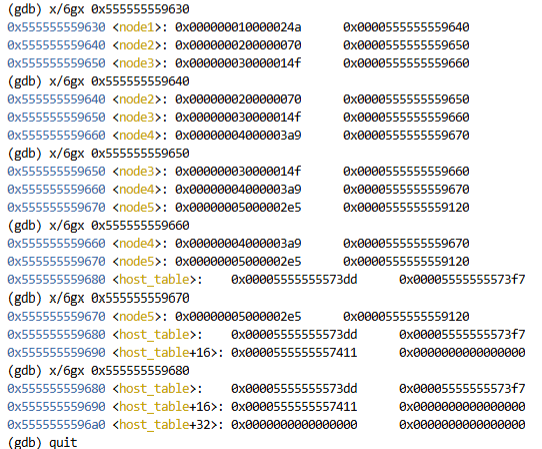 (gdb) x/6gx 0x555555559630
0x555555559630 <node1>: 0x000000010000024a 0x0000555555559640
0x555555559640 <node2>: 0x0000000200000070 0x0000555555559650
0x555555559650 <node3>: 0x000000030000014f 0x0000555555559660
(gdb) x/6gx 0x555555559640
0x555555559640 <node2>: 0x0000000200000070 0x0000555555559650
0x555555559650 <node3>: 0x000000030000014f 0x0000555555559660
0x555555559660 <node4>: 0x00000004000003a9 0x0000555555559670
(gdb) x/6gx 0x555555559650
0x555555559650 <node3>: 0x000000030000014f 0x0000555555559660
0x555555559660 <node4>: 0x00000004000003a9 0x0000555555559670
0x555555559670 <node5>: 0x00000005000002e5 0x0000555555559120
(gdb) x/6gx 0x555555559660
0x555555559660 <node4>: 0x00000004000003a9 0x0000555555559670
0x555555559670 <node5>: 0x00000005000002e5 0x0000555555559120
0x555555559680 <host_table>: 0x00005555555573dd 0x00005555555573f7
(gdb) x/6gx 0x555555559670
0x555555559670 <node5>: 0x00000005000002e5 0x0000555555559120
0x555555559680 <host_table>: 0x00005555555573dd 0x00005555555573f7
0x555555559690 <host_table+16>: 0x0000555555557411 0x0000000000000000
(gdb) x/6gx 0x555555559680
0x555555559680 <host_table>: 0x00005555555573dd 0x00005555555573f7
0x555555559690 <host_table+16>: 0x0000555555557411 0x0000000000000000
0x5555555596a0 <host_table+32>: 0x0000000000000000 0x0000000000000000
(gdb) quit